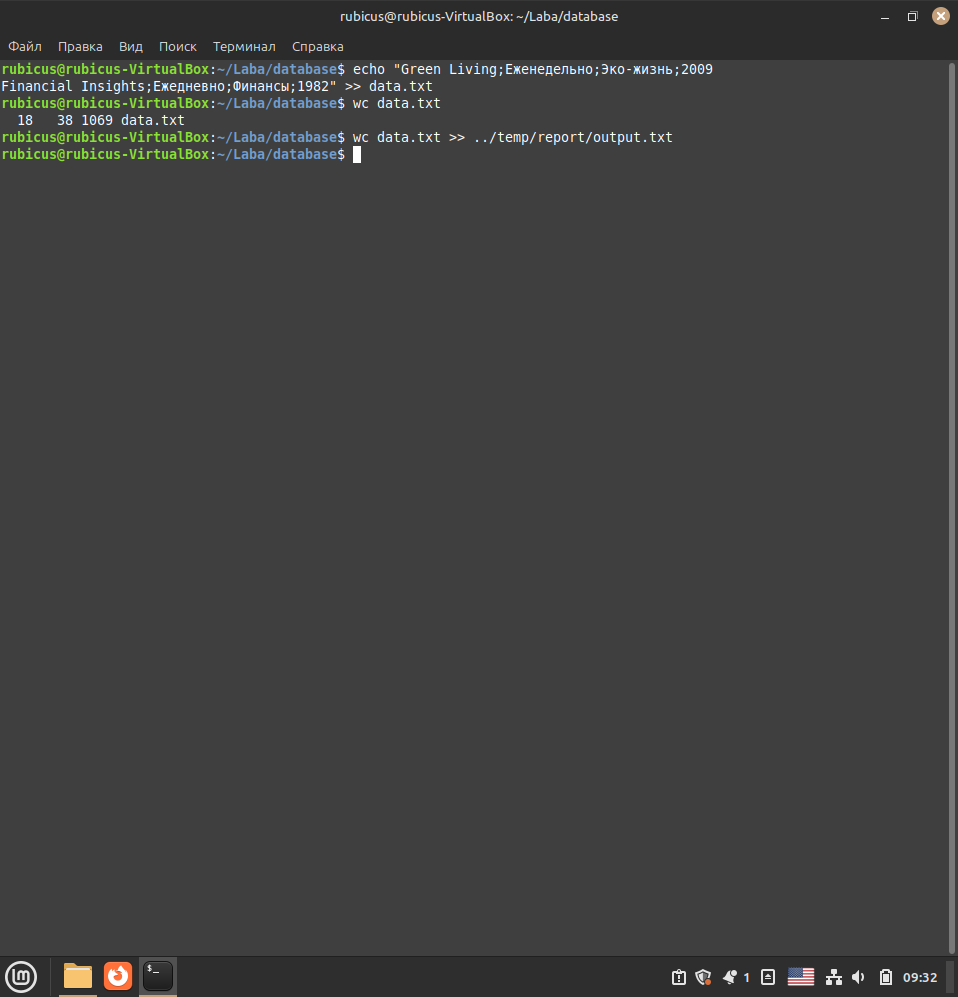 rubicus@rubicus-VirtualBox: ~/Laba/database
Файл Правка Вид Поиск Терминал Справка
rubicus@rubicus-VirtualBox:~/Laba/database$ echo "Green Living;Еженедельно;Эко-жизнь;2009
Financial Insights;Ежедневно;Финансы;1982" >> data.txt
rubicus@rubicus-VirtualBox:~/Laba/database$ wc data.txt
  18   38 1069 data.txt
rubicus@rubicus-VirtualBox:~/Laba/database$ wc data.txt >> ../temp/report/output.txt
rubicus@rubicus-VirtualBox:~/Laba/database$
1 09:32